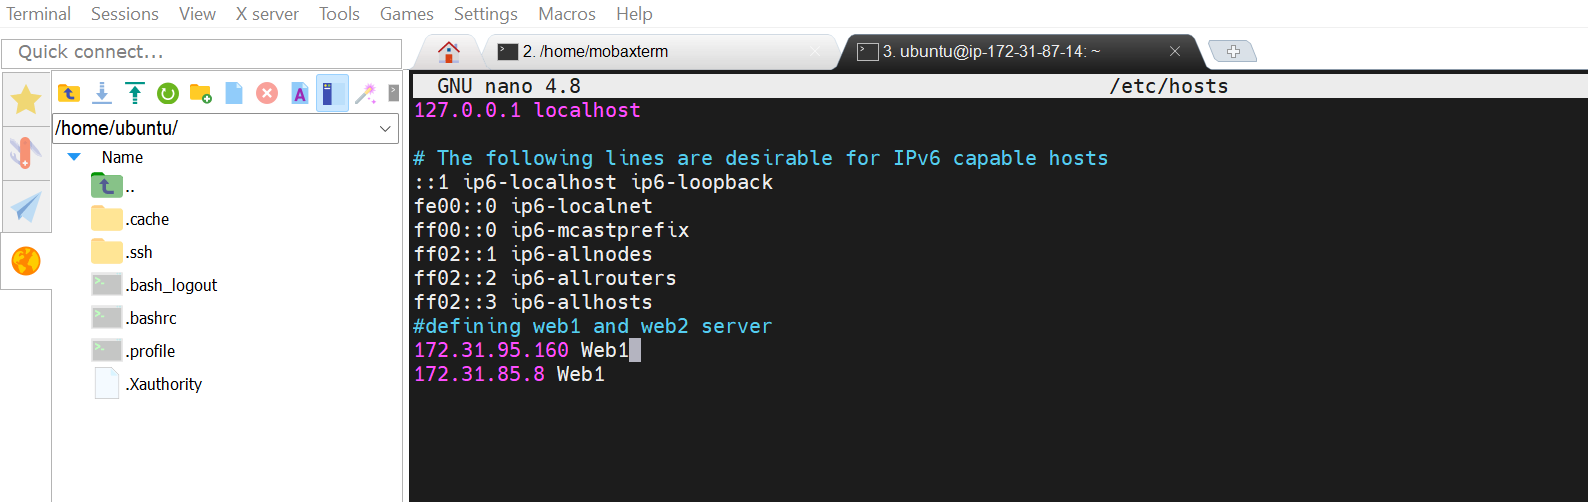 Terminal Sessions View X server Tools Games Settings Macros Help
Quick connect...
2. /home/mobaxterm
3. ubuntu@ip-172-31-87-14: ~
/home/ubuntu/
Name
..
.cache
.ssh
.bash_logout
.bashrc
.profile
.Xauthority
GNU nano 4.8 /etc/hosts
127.0.0.1 localhost
# The following lines are desirable for IPv6 capable hosts
::1 ip6-localhost ip6-loopback
fe00::0 ip6-localnet
ff00::0 ip6-mcastprefix
ff02::1 ip6-allnodes
ff02::2 ip6-allrouters
ff02::3 ip6-allhosts
#defining web1 and web2 server
172.31.95.160 Web1
172.31.85.8 Web1